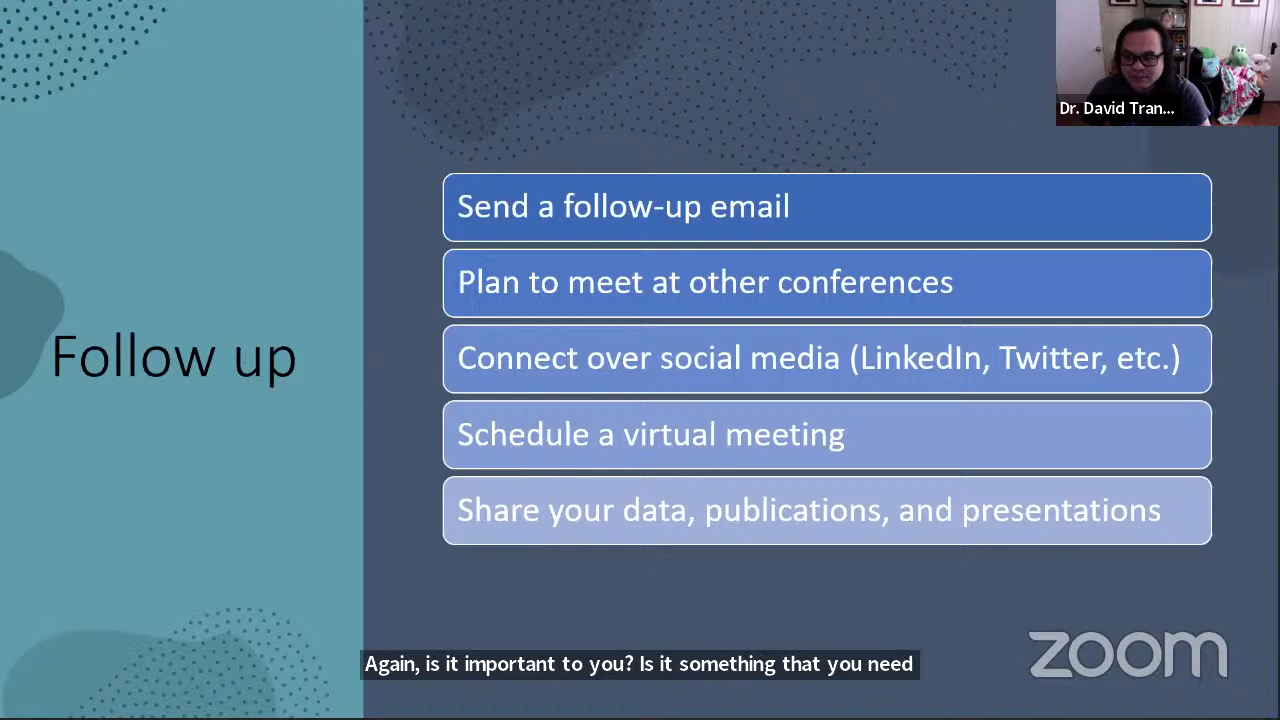 Dr. David Tran...
Follow up
Send a follow-up email
Plan to meet at other conferences
Connect over social media (LinkedIn, Twitter, etc.)
Schedule a virtual meeting
Share your data, publications, and presentations
Again, is it important to you? Is it something that you need
zoom